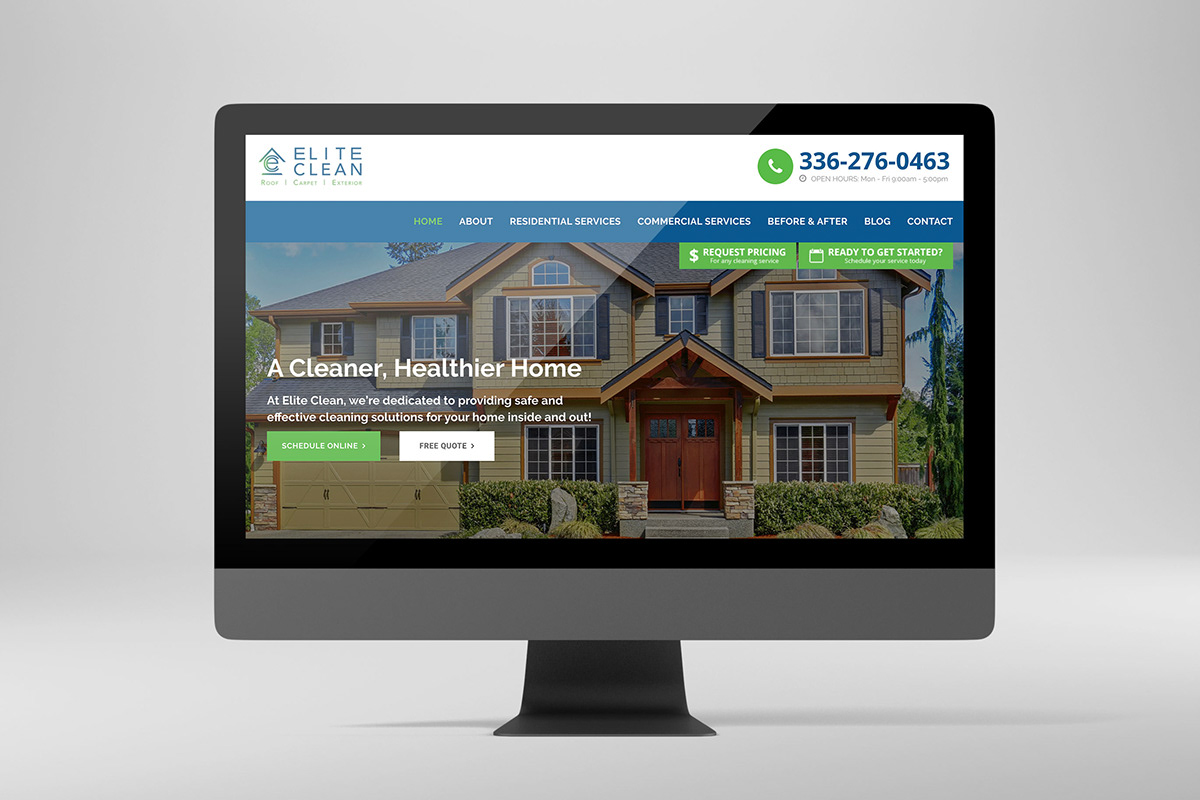 ELITE
CLEAN
ROOF | CARPET | EXTERIOR
336-276-0463
OPEN HOURS: Mon - Fri 9:00am - 5:00pm
HOME ABOUT RESIDENTIAL SERVICES COMMERCIAL SERVICES BEFORE & AFTER BLOG CONTACT
$ REQUEST PRICING
For any cleaning service
READY TO GET STARTED?
Schedule your service today
A Cleaner, Healthier Home
At Elite Clean, we're dedicated to providing safe and
effective cleaning solutions for your home inside and out!
SCHEDULE ONLINE ›
FREE QUOTE ›